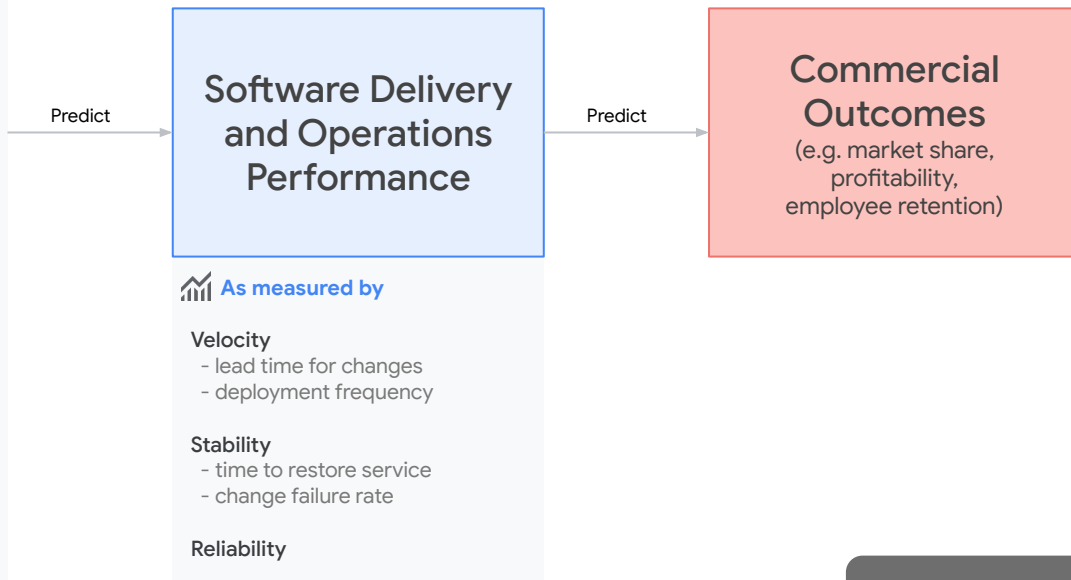 Predict
Software Delivery
and Operations
Performance
Predict
Commercial
Outcomes
(e.g. market share,
profitability,
employee retention)
As measured by
Velocity
- lead time for changes
- deployment frequency
Stability
- time to restore service
- change failure rate
Reliability